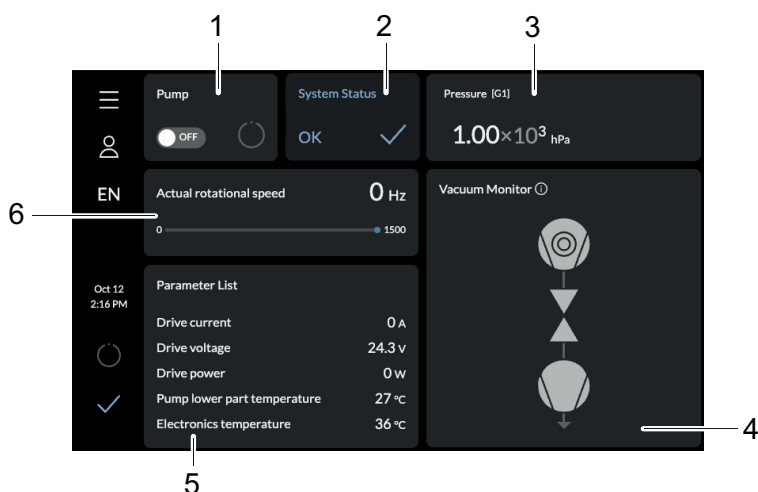 1
2
3
Pump
OFF
System Status
OK
Pressure [G1]
1.00×10³ hPa
EN
Oct 12
2:16 PM
6
Actual rotational speed 0 Hz
0 1500
Vacuum Monitor ⓘ
Parameter List
Drive current 0 A
Drive voltage 24.3 V
Drive power 0 W
Pump lower part temperature 27 °C
Electronics temperature 36 °C
4
5